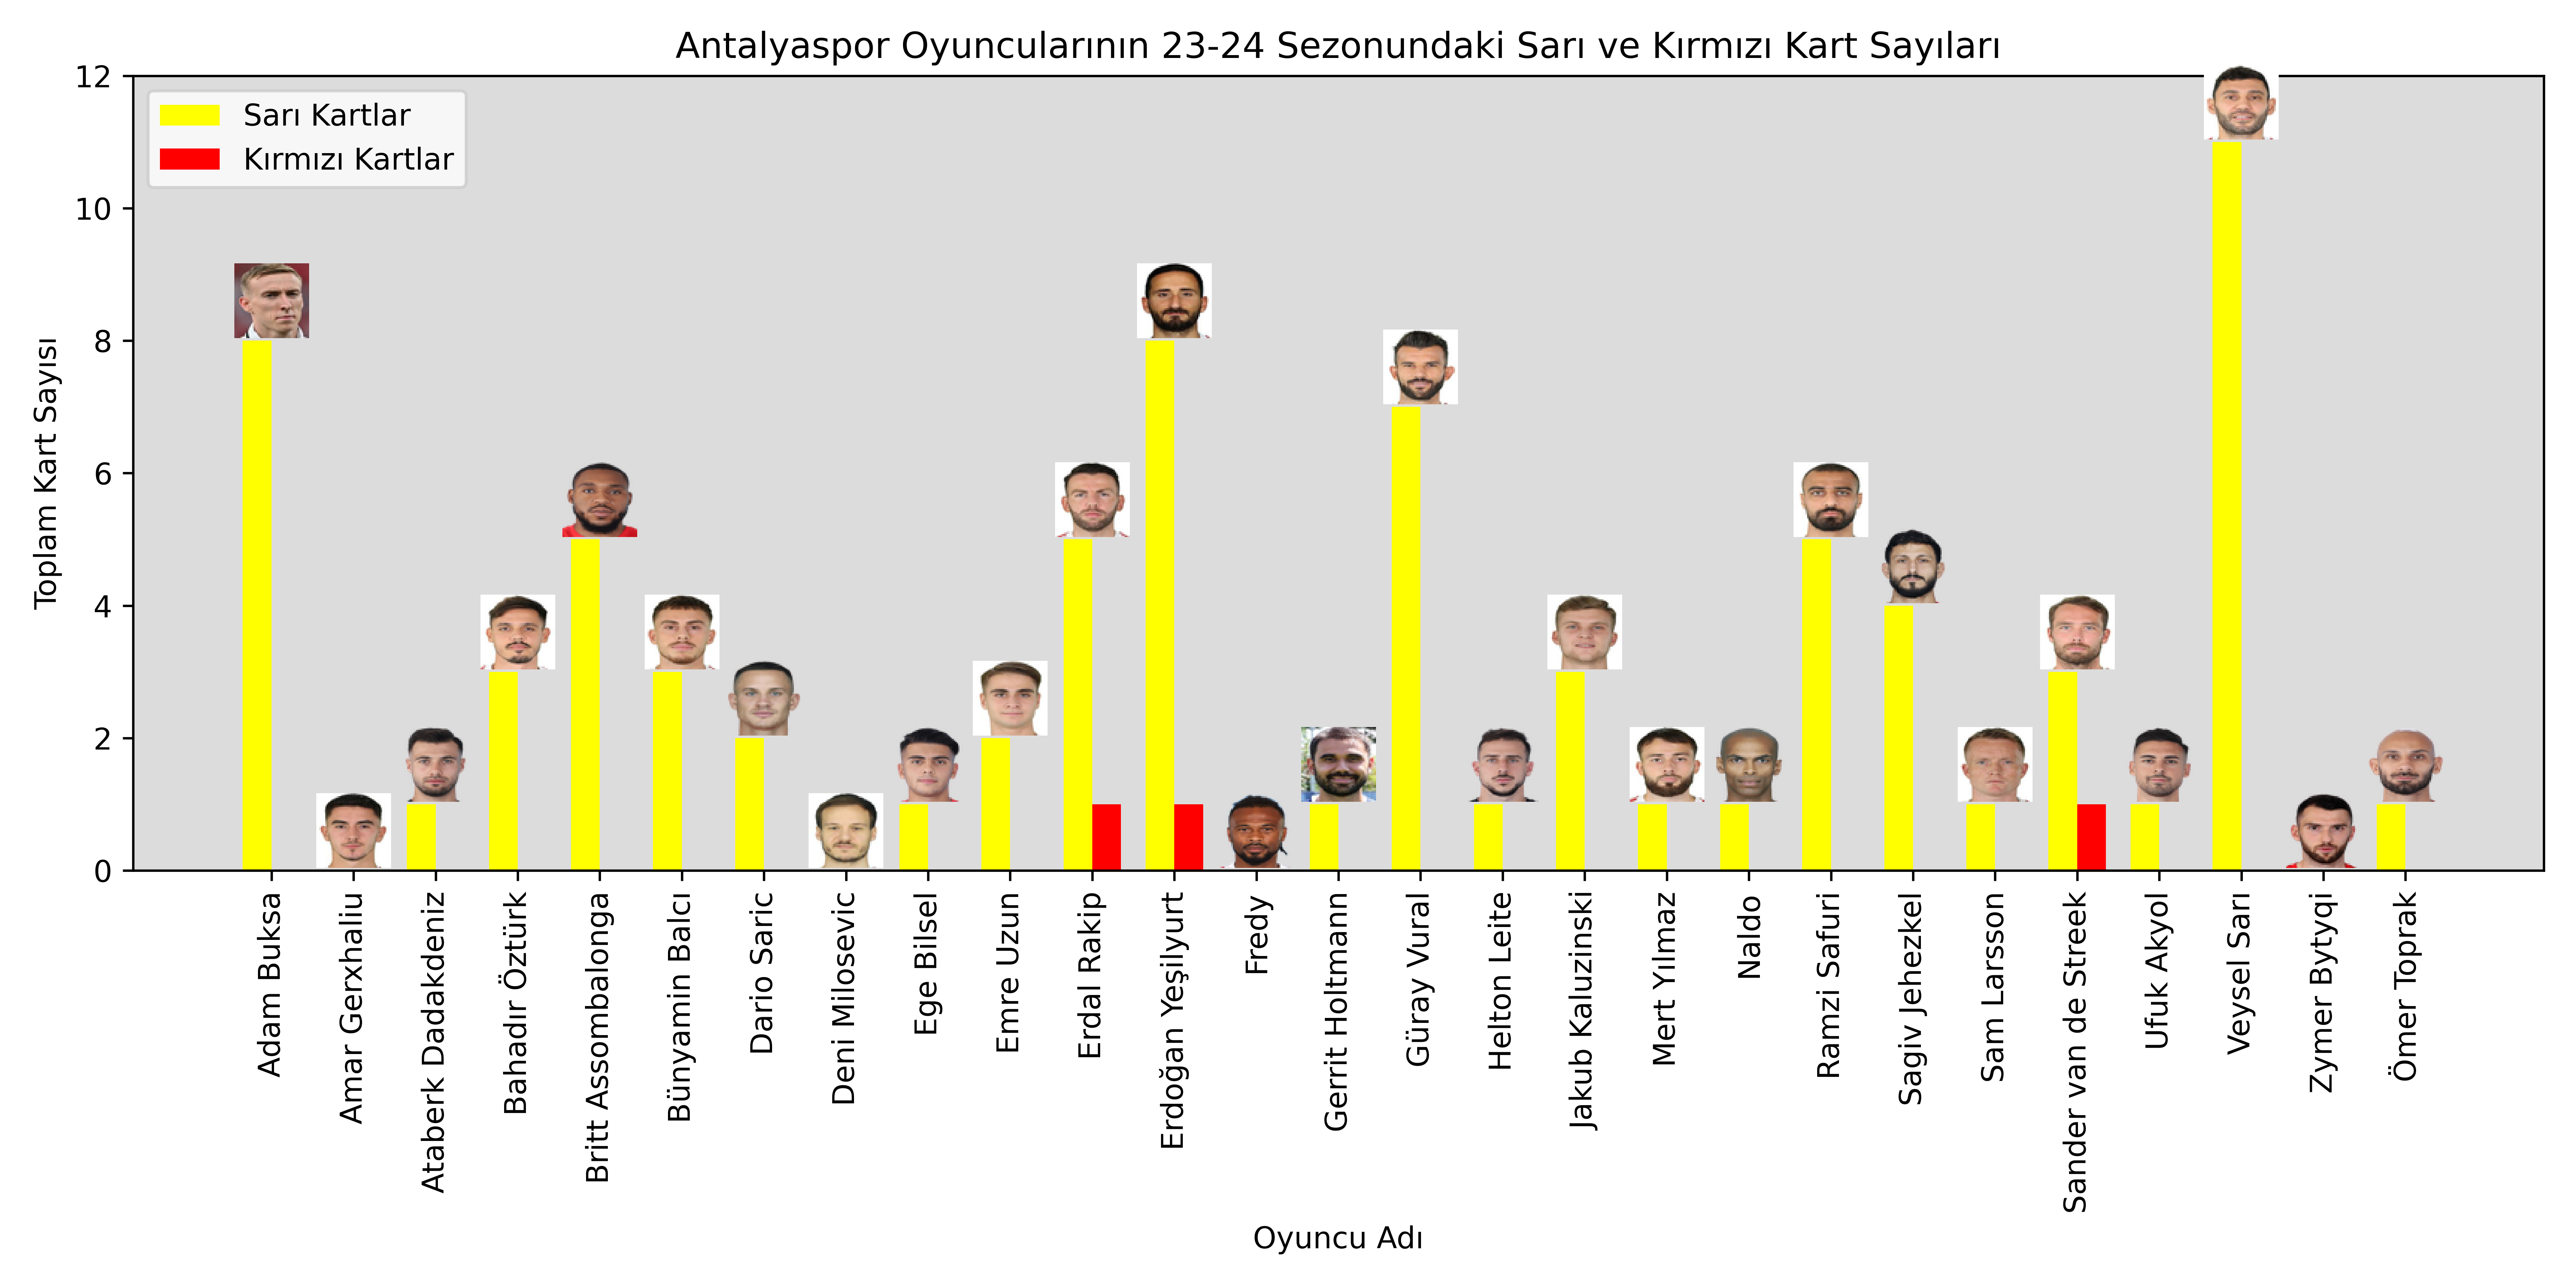 Antalyaspor Oyuncularının 23-24 Sezonundaki Sarı ve Kırmızı Kart Sayıları
Sarı Kartlar
Kırmızı Kartlar
Toplam Kart Sayısı
12
10
8
6
4
2
0
Adam Buksa
Amar Gerxhaliu
Ataberk Dadakdeniz
Bahadır Öztürk
Britt Assombalonga
Bünyamin Balcı
Dario Saric
Deni Milosevic
Ege Bilsel
Emre Uzun
Erdal Rakip
Erdoğan Yeşilyurt
Fredy
Gerrit Holtmann
Güray Vural
Helton Leite
Jakub Kaluzinski
Mert Yılmaz
Naldo
Ramzi Safuri
Sagiv Jehezkel
Sam Larsson
Sander van de Streek
Ufuk Akyol
Veysel Sarı
Zymer Bytyqi
Ömer Toprak
Oyuncu Adı